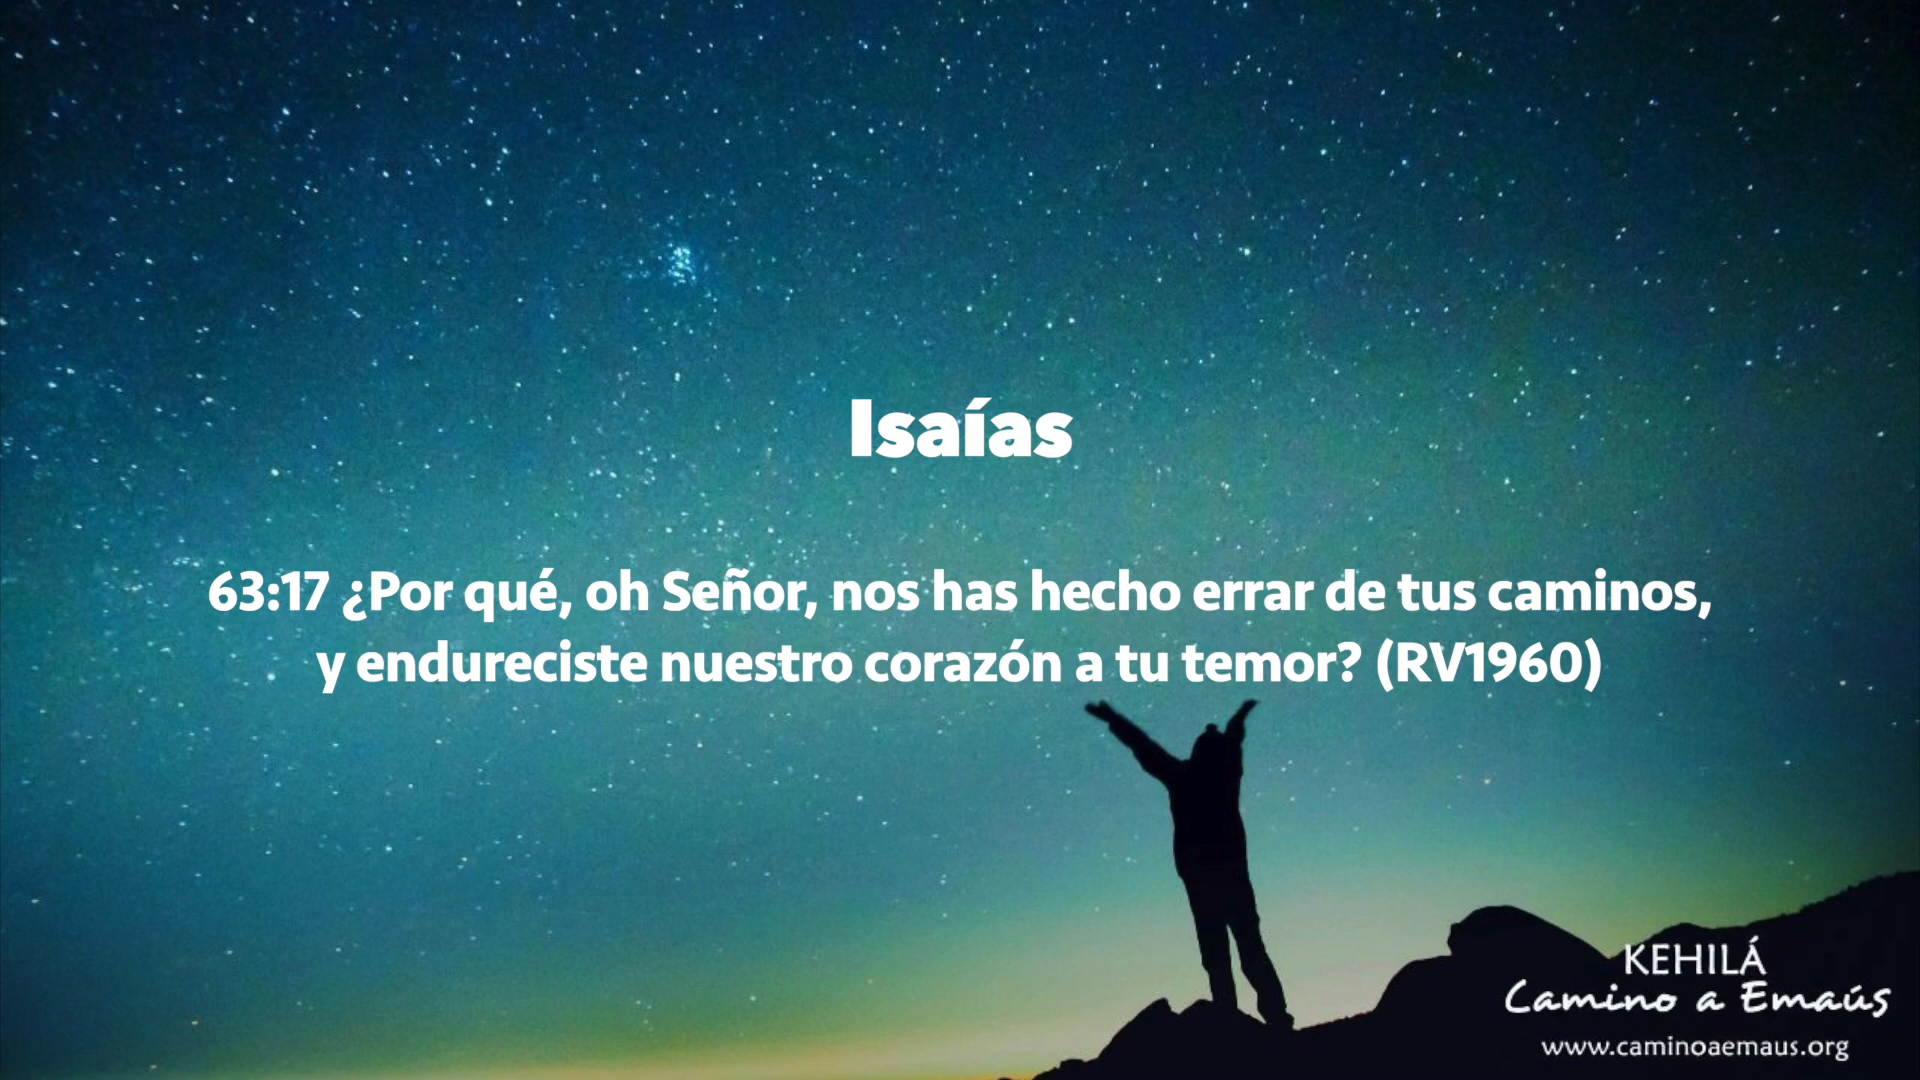 Isaías
63:17 ¿Por qué, oh Señor, nos has hecho errar de tus caminos,
y endureciste nuestro corazón a tu temor? (RV1960)
KEHILÁ
Camino a Emaús
www.caminoaemaus.org